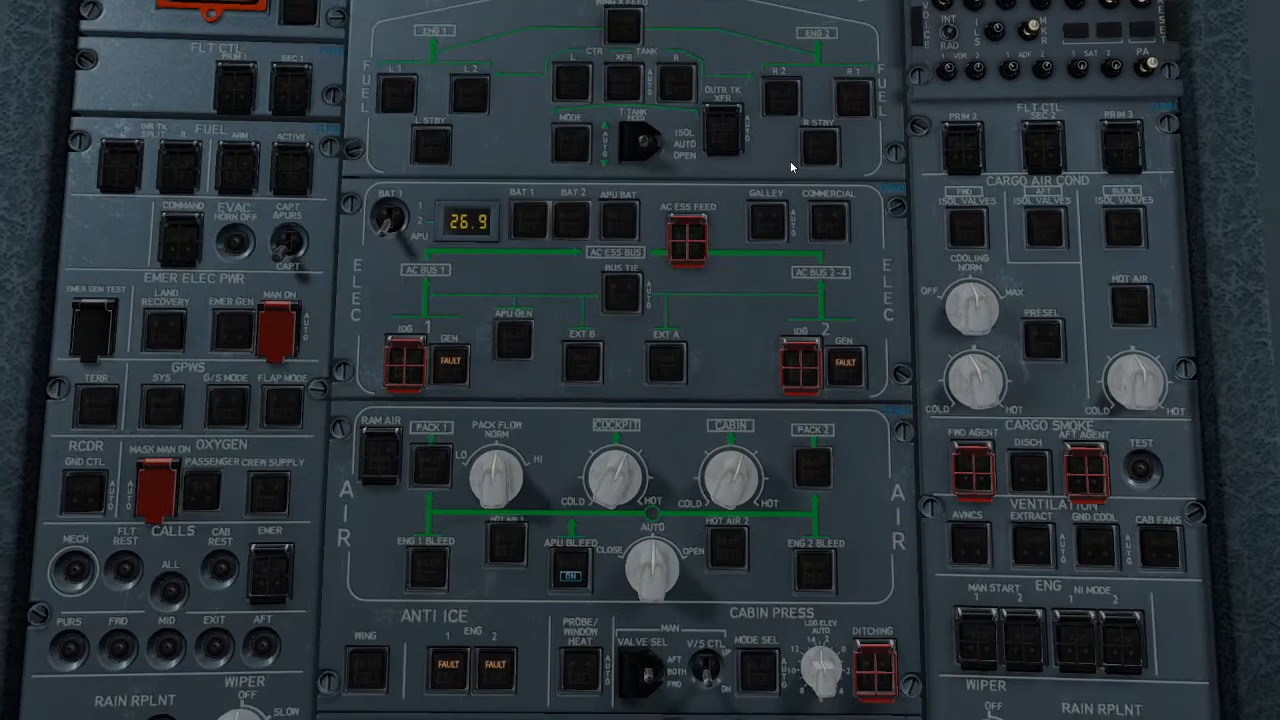 VOICE
INT RAD
ILS
MKR
RESET
VOR
ADF
SAT
PA
FLT CTL
PRIM 1
SEC 1
FUEL
INR TK SPLIT
R
ARM
ACTIVE
COMMAND
EVAC
HORN OFF
CAPT &PURS
CAPT
EMER ELEC PWR
EMER GEN TEST
LAND RECOVERY
EMER GEN
MAN ON
AUTO
GPWS
TERR
SYS
G/S MODE
FLAP MODE
RCDR
OXYGEN
GND CTL
AUTO
MASK MAN ON
AUTO
PASSENGER
CREW SUPPLY
CALLS
MECH
FLT REST
ALL
CAB REST
EMER
PURS
FWD
MID
EXIT
AFT
RAIN RPLNT
WIPER
OFF
SLOW
WING X FEED
ENG 1
ENG 2
CTR
TANK
FUEL
FUEL
L 1
L 2
L
XFR
AUTO
R
R 2
R 1
OUTR TK XFR
AUTO
L STBY
MODE
AUTO
T TANK FEED
ISOL
AUTO
OPEN
R STBY
BAT 1
2
APU
26.9
BAT 1
BAT 2
APU BAT
AC ESS FEED
GALLEY
AUTO
COMMERCIAL
ELEC
ELEC
AC ESS BUS
AC BUS 1
BUS TIE
AUTO
AC BUS 2-4
IDG
1
GEN
FAULT
APU GEN
EXT B
EXT A
IDG
2
GEN
FAULT
RAM AIR
PACK 1
PACK FLOW
NORM
LO
HI
COCKPIT
COLD
HOT
CABIN
COLD
HOT
PACK 2
AIR
AIR
HOT AIR 1
AUTO
HOT AIR 2
ENG 1 BLEED
APU BLEED
ON
CLOSE
OPEN
ENG 2 BLEED
ANTI ICE
WING
1
ENG
2
FAULT
FAULT
PROBE/ WINDOW HEAT
AUTO
CABIN PRESS
MAN
VALVE SEL
AFT
BOTH
FWD
V/S CTL
DN
MODE SEL
AUTO
LDG ELEV
AUTO
14
DITCHING
FLT CTL
PRIM 2
SEC 2
PRIM 3
CARGO AIR COND
FWD
ISOL VALVES
AFT
ISOL VALVES
BULK
ISOL VALVES
COOLING
NORM
OFF
MAX
HOT AIR
PRESEL
COLD
HOT
COLD
HOT
CARGO SMOKE
FWD AGENT
DISCH
AFT AGENT
TEST
VENTILATION
AVNCS
EXTRACT
AUTO
GND COOL
AUTO
CAB FANS
MAN START
1
2
ENG
N1 MODE
1
2
WIPER
OFF
RAIN RPLNT